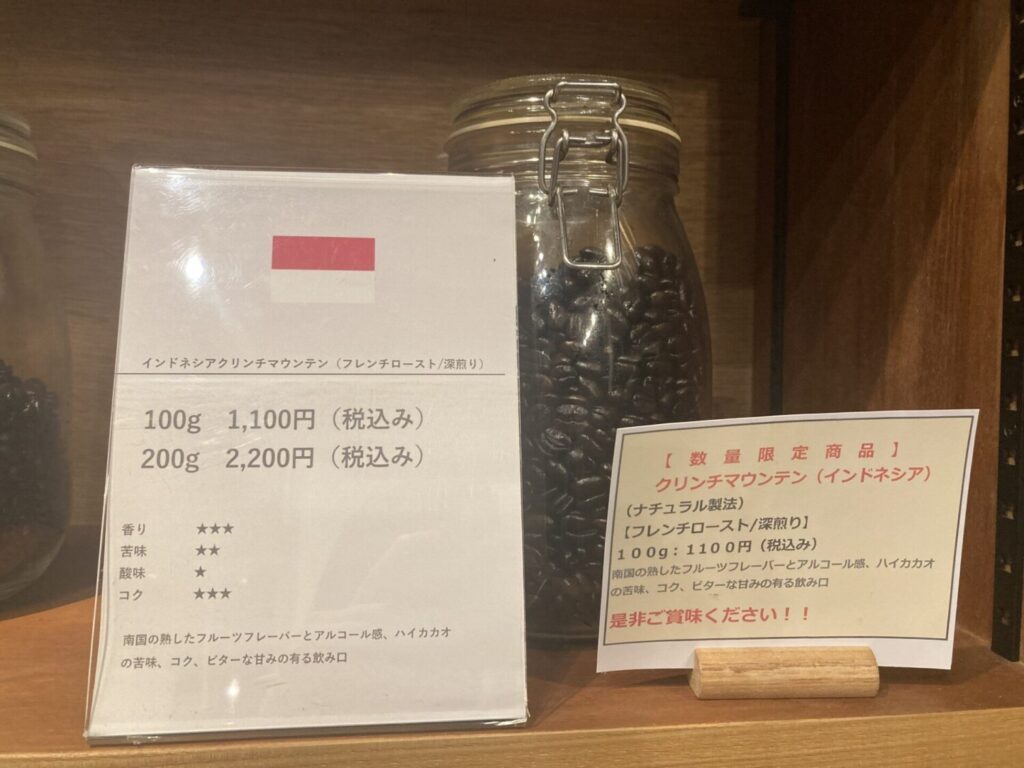 インドネシアクリンチマウンテン（フレンチロースト/深煎り）
100g 1,100円（税込み）
200g 2,200円（税込み）
香り ★★★
苦味 ★★
酸味 ★
コク ★★★
南国の熟したフルーツフレーバーとアルコール感、ハイカカオ
の苦味、コク、ビターな甘みの有る飲み口
【数量限定商品】
クリンチマウンテン（インドネシア）
（ナチュラル製法）
【フレンチロースト/深煎り】
１００g：１１００円（税込み）
南国の熟したフルーツフレーバーとアルコール感、ハイカカオ
の苦味、コク、ビターな甘みの有る飲み口
是非ご賞味ください！！